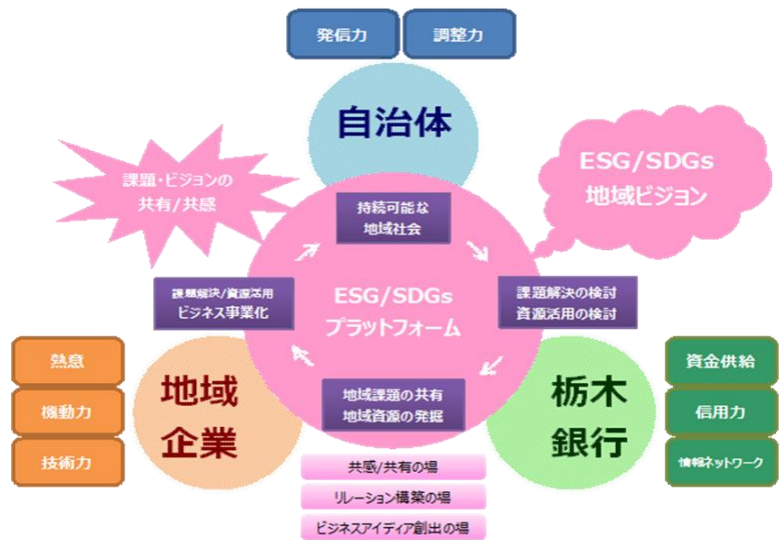 発信力
調整力
自治体
課題・ビジョンの
共有/共感
ESG/SDGs
地域ビジョン
持続可能な
地域社会
課題解決/資源活用
ビジネス事業化
ESG/SDGs
プラットフォーム
課題解決の検討
資源活用の検討
熱意
機動力
技術力
地域
企業
地域課題の共有
地域資源の発掘
栃木
銀行
資金供給
信用力
情報ネットワーク
共感/共有の場
リレーション構築の場
ビジネスアイディア創出の場